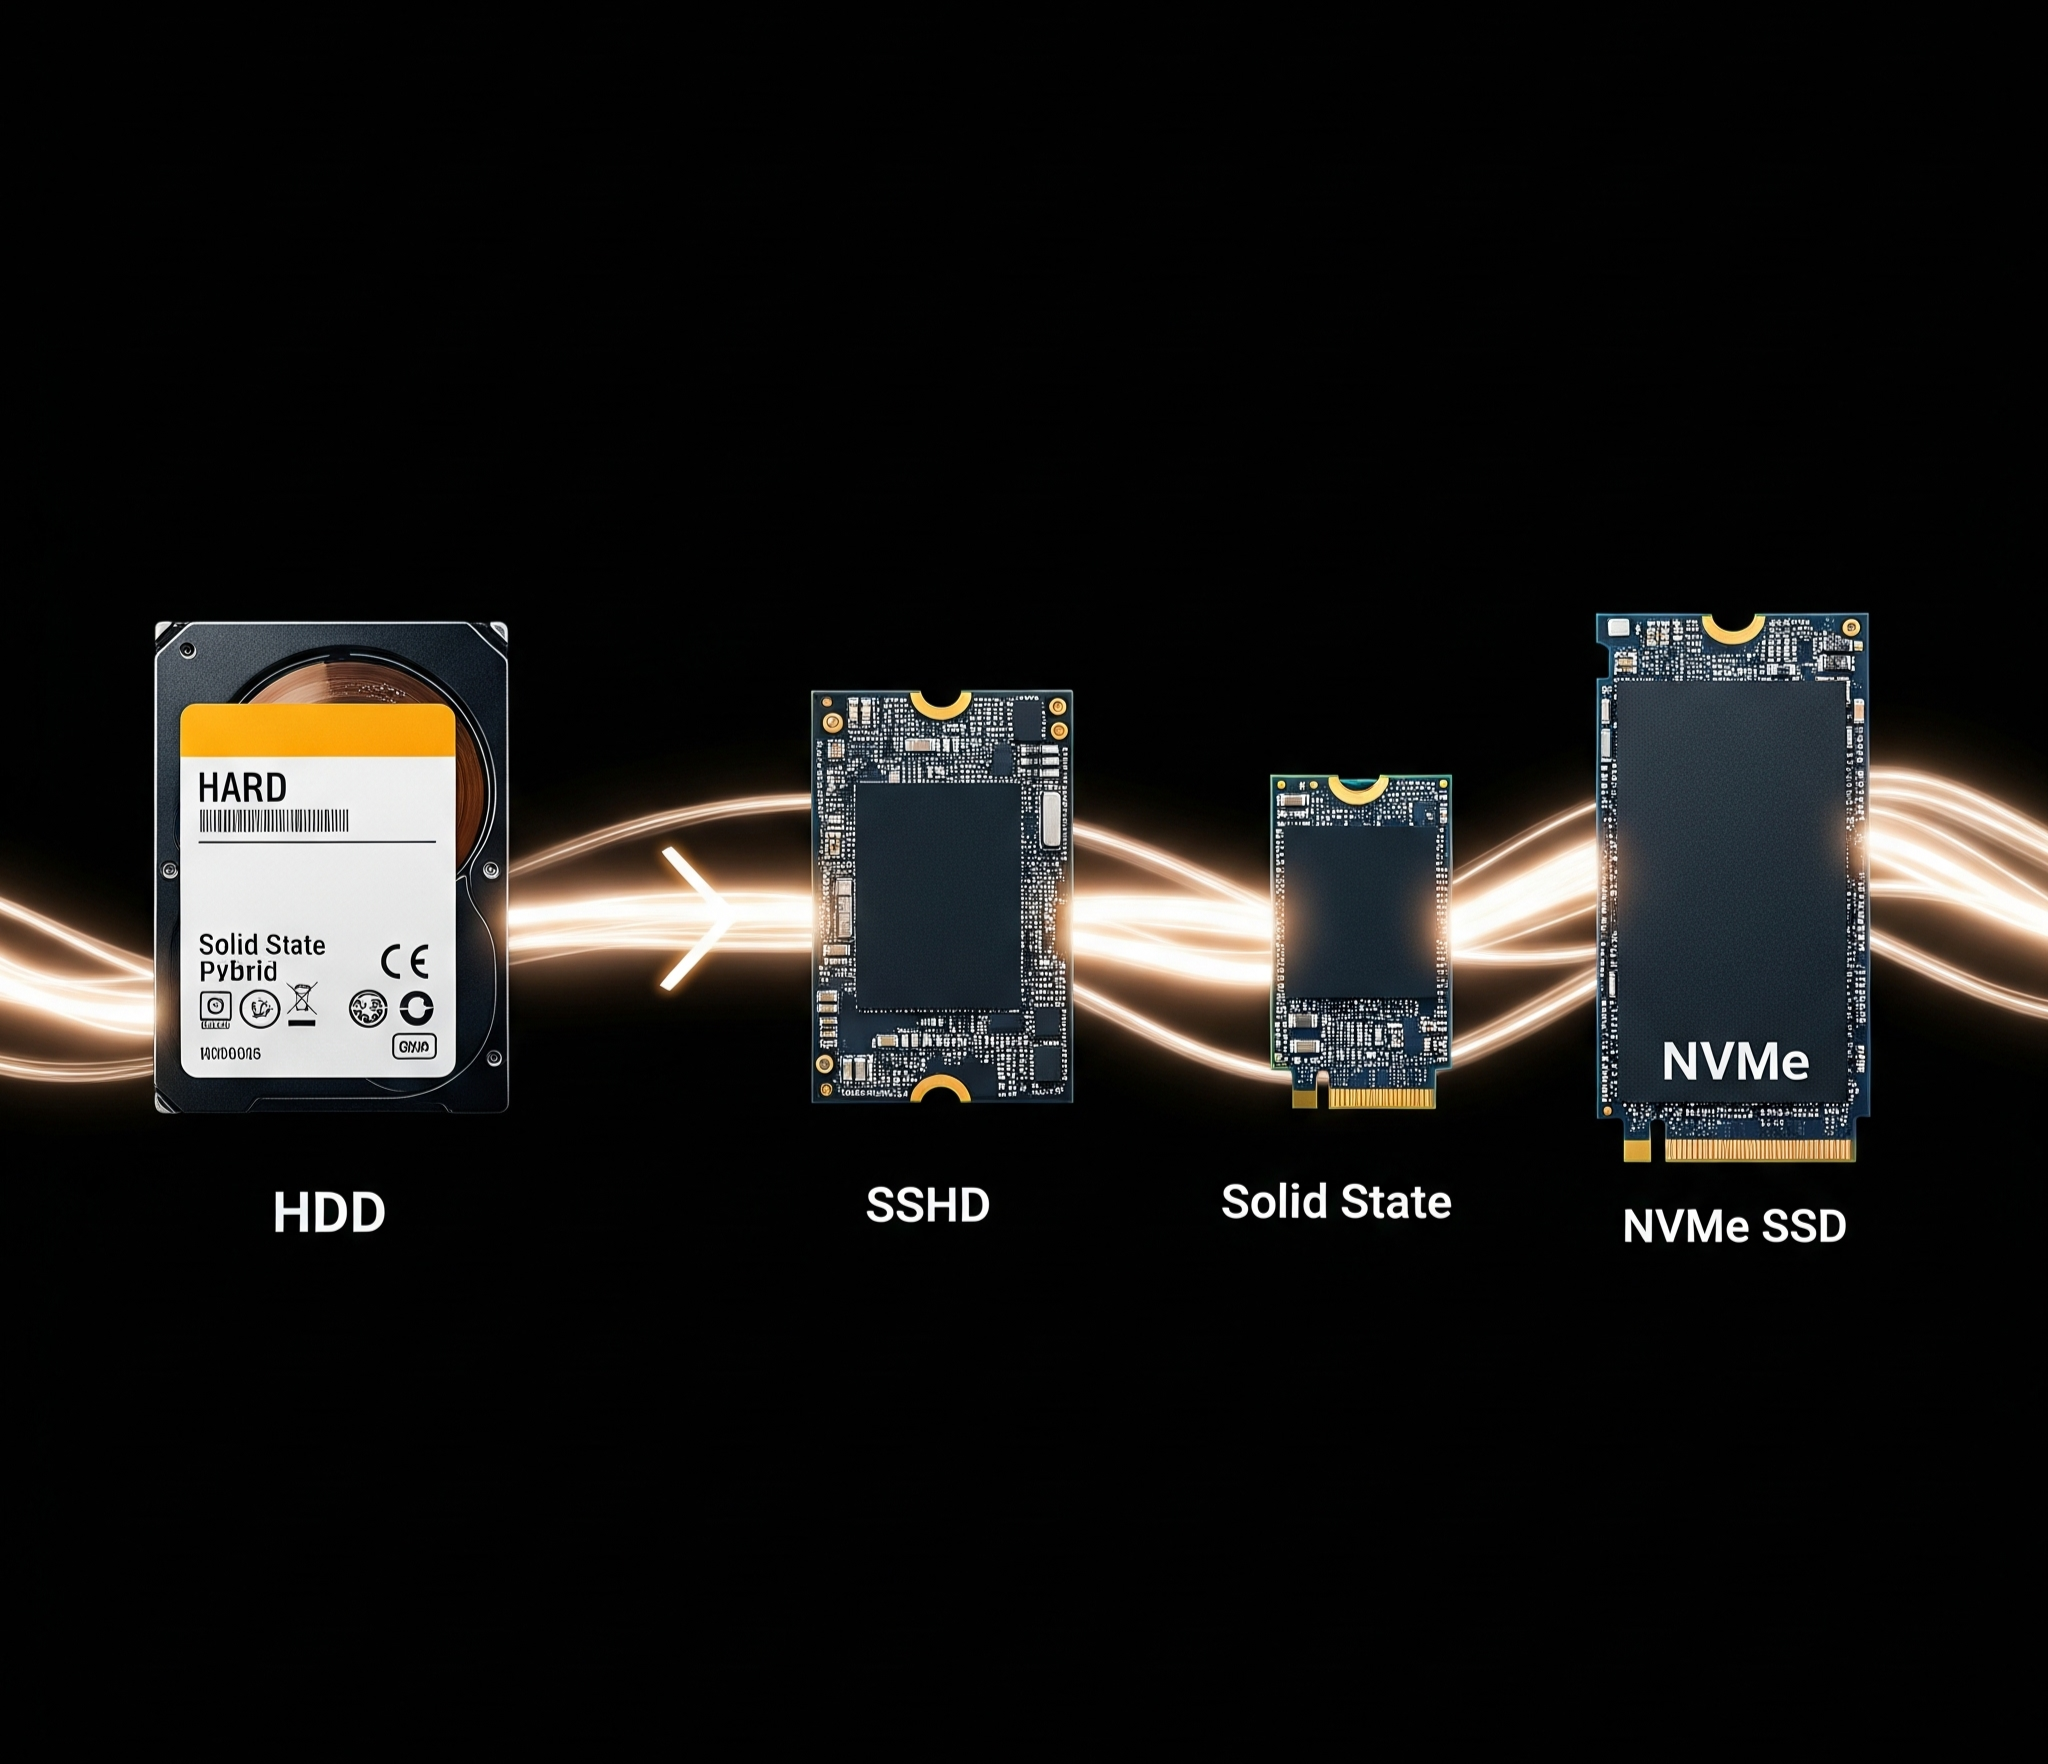 HARD
Solid State
Pybrid
CE
NVMe
HDD
SSHD
Solid State
NVMe SSD